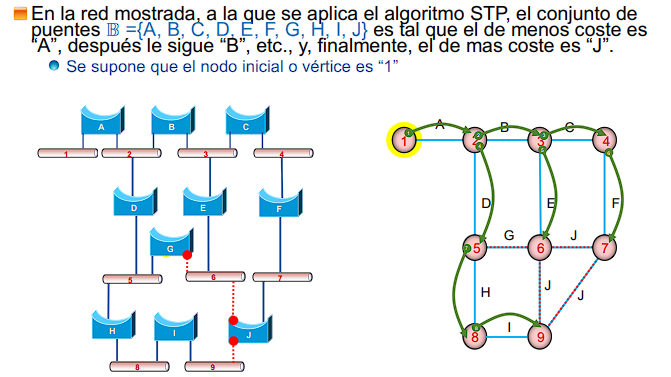 En la red mostrada, a la que se aplica el algoritmo STP, el conjunto de
puentes 𝔹 ={A, B, C, D, E, F, G, H, I, J} es tal que el de menos coste es
“A”, después le sigue “B”, etc., y, finalmente, el de mas coste es “J”.
Se supone que el nodo inicial o vértice es “1”
A B C
1 2 3 4
D E F
G
5 6 7
H I J
8 9
A B C
1 2 3 4
D E F
G J
5 6 7
H J J
I
8 9